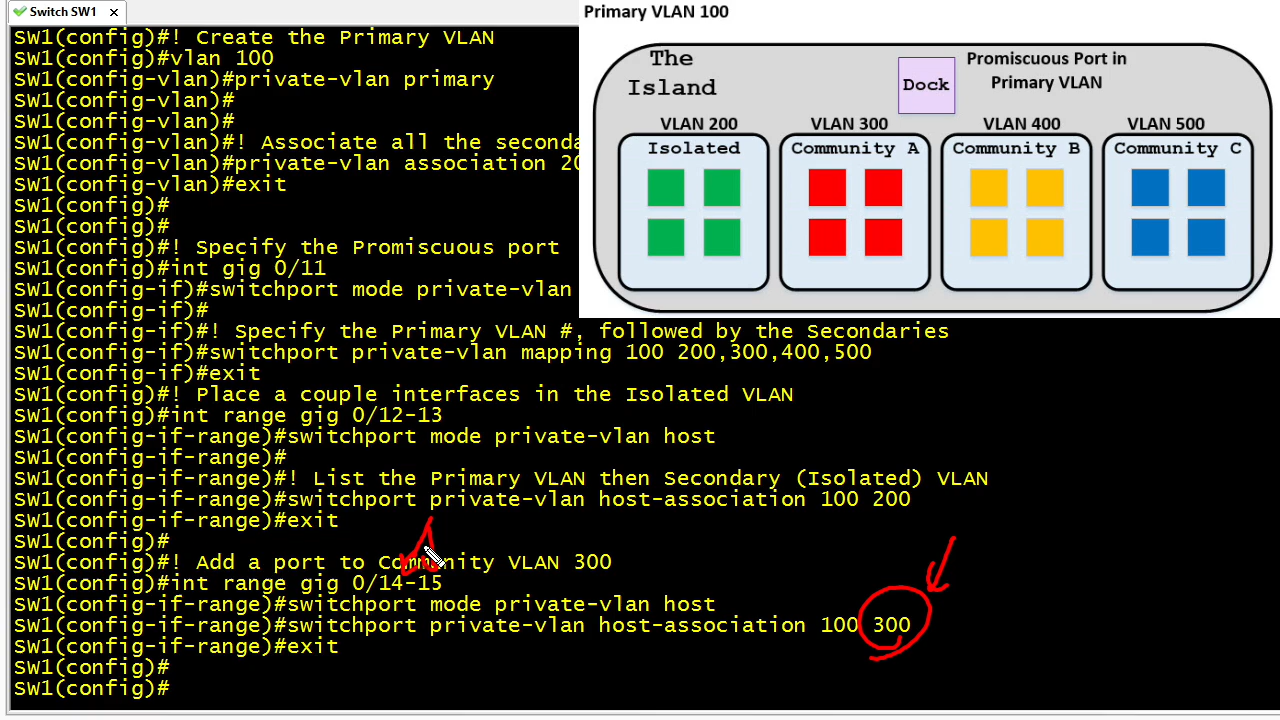 Switch SW1
SW1(config)#! Create the Primary VLAN
SW1(config)#vlan 100
SW1(config-vlan)#private-vlan primary
SW1(config-vlan)#
SW1(config-vlan)#
SW1(config-vlan)#! Associate all the seconda
SW1(config-vlan)#private-vlan association 20
SW1(config-vlan)#exit
SW1(config)#
SW1(config)#
SW1(config)#! Specify the Promiscuous port
SW1(config)#int gig 0/11
SW1(config-if)#switchport mode private-vlan
SW1(config-if)#
SW1(config-if)#! Specify the Primary VLAN #, followed by the Secondaries
SW1(config-if)#switchport private-vlan mapping 100 200,300,400,500
SW1(config-if)#exit
SW1(config)#! Place a couple interfaces in the Isolated VLAN
SW1(config)#int range gig 0/12-13
SW1(config-if-range)#switchport mode private-vlan host
SW1(config-if-range)#
SW1(config-if-range)#! List the Primary VLAN then Secondary (Isolated) VLAN
SW1(config-if-range)#switchport private-vlan host-association 100 200
SW1(config-if-range)#exit
SW1(config)#
SW1(config)#! Add a port to Community VLAN 300
SW1(config)#int range gig 0/14-15
SW1(config-if-range)#switchport mode private-vlan host
SW1(config-if-range)#switchport private-vlan host-association 100 300
SW1(config-if-range)#exit
SW1(config)#
SW1(config)#
Primary VLAN 100
The
Island
Dock
Promiscuous Port in
Primary VLAN
VLAN 200
VLAN 300
VLAN 400
VLAN 500
Isolated
Community A
Community B
Community C